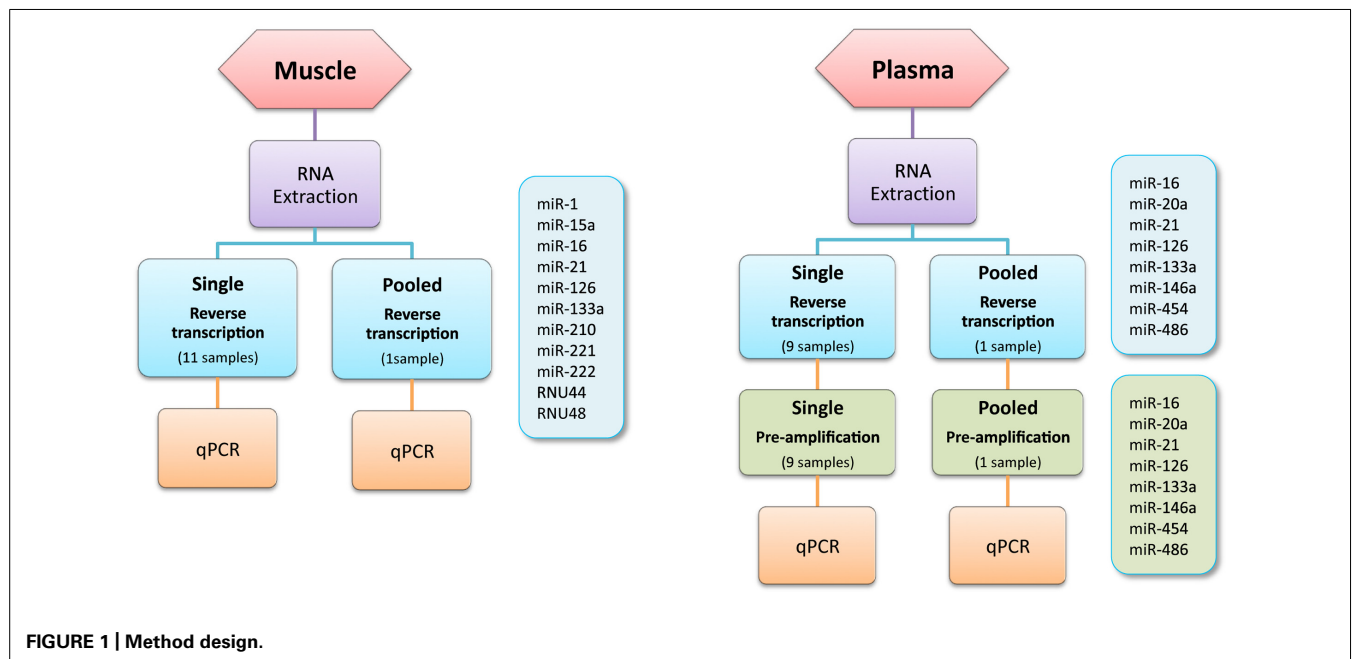 Muscle
RNA
Extraction
Single
Reverse
transcription
(11 samples)
Pooled
Reverse
transcription
(1sample)
qPCR
qPCR
miR-1
miR-15a
miR-16
miR-21
miR-126
miR-133a
miR-210
miR-221
miR-222
RNU44
RNU48
Plasma
RNA
Extraction
Single
Reverse
transcription
(9 samples)
Pooled
Reverse
transcription
(1 sample)
Single
Pre-amplification
(9 samples)
Pooled
Pre-amplification
(1 sample)
qPCR
qPCR
miR-16
miR-20a
miR-21
miR-126
miR-133a
miR-146a
miR-454
miR-486
miR-16
miR-20a
miR-21
miR-126
miR-133a
miR-146a
miR-454
miR-486
FIGURE 1 | Method design.